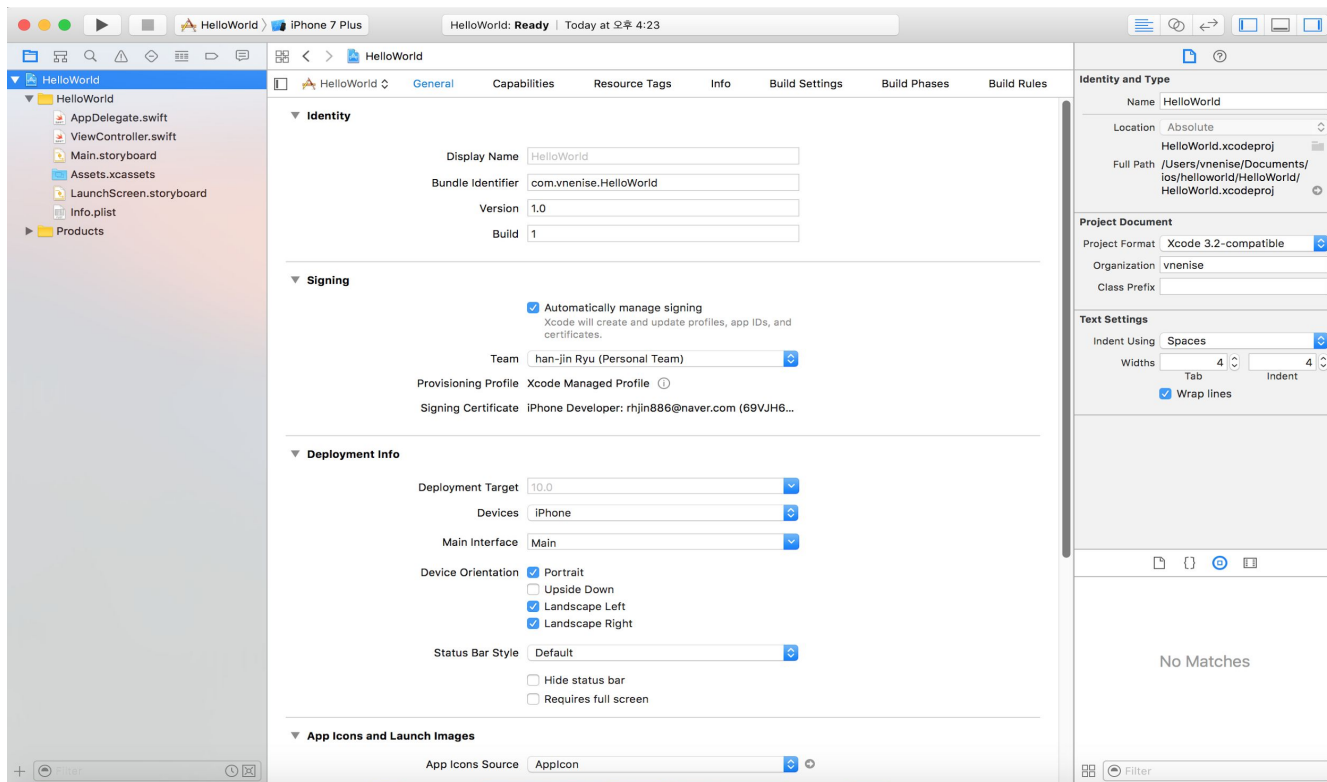 HelloWorld
iPhone 7 Plus
HelloWorld: Ready | Today at 오후 4:23
HelloWorld
HelloWorld
AppDelegate.swift
ViewController.swift
Main.storyboard
Assets.xcassets
LaunchScreen.storyboard
Info.plist
Products
Filter
HelloWorld
HelloWorld
General
Capabilities
Resource Tags
Info
Build Settings
Build Phases
Build Rules
Identity
Display Name HelloWorld
Bundle Identifier com.vnenise.HelloWorld
Version 1.0
Build 1
Signing
Automatically manage signing
Xcode will create and update profiles, app IDs, and
certificates.
Team han-jin Ryu (Personal Team)
Provisioning Profile Xcode Managed Profile
Signing Certificate iPhone Developer: rhjin886@naver.com (69VJH6...
Deployment Info
Deployment Target 10.0
Devices iPhone
Main Interface Main
Device Orientation Portrait
Upside Down
Landscape Left
Landscape Right
Status Bar Style Default
Hide status bar
Requires full screen
App Icons and Launch Images
App Icons Source AppIcon
Identity and Type
Name HelloWorld
Location Absolute
HelloWorld.xcodeproj
Full Path /Users/vnenise/Documents/
ios/helloworld/HelloWorld/
HelloWorld.xcodeproj
Project Document
Project Format Xcode 3.2-compatible
Organization vnenise
Class Prefix
Text Settings
Indent Using Spaces
Widths 4 4
Tab Indent
Wrap lines
No Matches
Filter